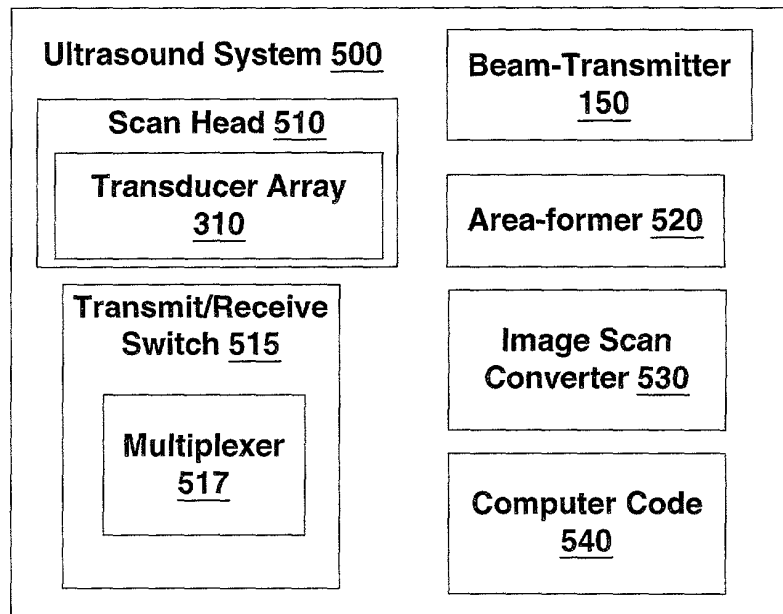 Ultrasound System 500
Scan Head 510
Transducer Array
310
Transmit/Receive
Switch 515
Multiplexer
517
Beam-Transmitter
150
Area-former 520
Image Scan
Converter 530
Computer Code
540